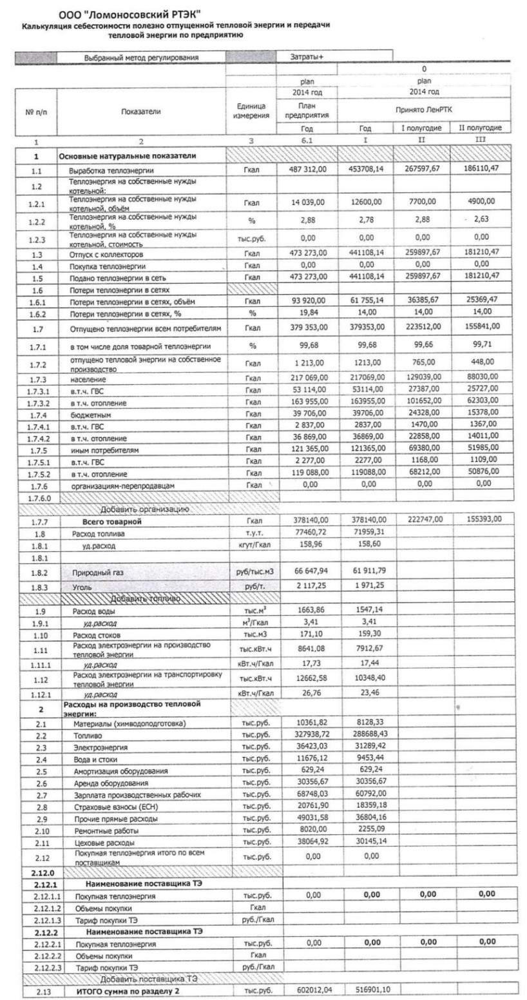 ООО "Ломоносовский РТЭК"
Калькуляция себестоимости полезно отпущенной тепловой энергии и передачи
тепловой энергии по предприятию
Выбранный метод регулирования Затраты+
0
plan plan
2014 год 2014 год
№ п/п Показатели Единица измерения План предприятия Принято ЛенРТК
Год Год I полугодие II полугодие
1 2 3 6.1 I II III
1 Основные натуральные показатели
1.1 Выработка теплоэнергии Гкал 487 312,00 453708,14 267597,67 186110,47
1.2 Теплоэнергия на собственные нужды
котельной:
1.2.1 Теплоэнергия на собственные нужды
котельной, объём Гкал 14 039,00 12600,00 7700,00 4900,00
1.2.2 Теплоэнергия на собственные нужды
котельной, % % 2,88 2,78 2,88 2,63
1.2.3 Теплоэнергия на собственные нужды
котельной, стоимость тыс.руб. 0,00 0,00 0,00 0,00
1.3 Отпуск с коллекторов Гкал 473 273,00 441108,14 259897,67 181210,47
1.4 Покупка теплоэнергии Гкал 0,00 0,00 0,00 0,00
1.5 Подано теплоэнергии в сеть Гкал 473 273,00 441108,14 259897,67 181210,47
1.6 Потери теплоэнергии в сетях
1.6.1 Потери теплоэнергии в сетях, объём Гкал 93 920,00 61 755,14 36385,67 25369,47
1.6.2 Потери теплоэнергии в сетях, % % 19,84 14,00 14,00 14,00
1.7 Отпущено теплоэнергии всем потребителям Гкал 379 353,00 379353,00 223512,00 155841,00
1.7.1 в том числе доля товарной теплоэнергии % 99,68 99,68 99,66 99,71
1.7.2 отпущено тепловой энергии на собственное
производство Гкал 1 213,00 1213,00 765,00 448,00
1.7.3 население Гкал 217 069,00 217069,00 129039,00 88030,00
1.7.3.1 в.т.ч. ГВС Гкал 53 114,00 53114,00 27387,00 25727,00
1.7.3.2 в т.ч. отопление Гкал 163 955,00 163955,00 101652,00 62303,00
1.7.4 бюджетным Гкал 39 706,00 39706,00 24328,00 15378,00
1.7.4.1 в.т.ч. ГВС Гкал 2 837,00 2837,00 1470,00 1367,00
1.7.4.2 в т.ч. отопление Гкал 36 869,00 36869,00 22858,00 14011,00
1.7.5 иным потребителям Гкал 121 365,00 121365,00 69380,00 51985,00
1.7.5.1 в.т.ч. ГВС Гкал 2 277,00 2277,00 1168,00 1109,00
1.7.5.2 в т.ч. отопление Гкал 119 088,00 119088,00 68212,00 50876,00
1.7.6 организациям-перепродавцам Гкал 0,00 0,00 0,00 0,00
1.7.6.0
Добавить организацию
1.7.7 Всего товарной Гкал 378140,00 378140,00 222747,00 155393,00
1.8 Расход топлива т.у.т. 77460,72 71959,31
1.8.1 уд.расход кгут/Гкал 158,96 158,60
1.8.1
1.8.2 Природный газ руб/тыс.м3 66 647,94 61 911,79
1.8.3 Уголь руб/т. 2 117,25 1 971,25
Добавить топливо
1.9 Расход воды тыс.м³ 1663,86 1547,14
1.9.1 уд.расход м³/Гкал 3,41 3,41
1.10 Расход стоков тыс.м3 171,10 159,30
1.11 Расход электроэнергии на производство
тепловой энергии тыс.кВт.ч 8641,08 7912,67
1.11.1 уд.расход кВт.ч/Гкал 17,73 17,44
1.12 Расход электроэнергии на транспортировку
тепловой энергии тыс.кВт.ч 12662,58 10348,40
1.12.1 уд.расход кВт.ч/Гкал 26,76 23,46
2 Расходы на производство тепловой
энергии:
2.1 Материалы (химводоподготовка) тыс.руб. 10361,82 8128,33
2.2 Топливо тыс.руб. 327938,72 288688,43
2.3 Электроэнергия тыс.руб. 36423,03 31289,42
2.4 Вода и стоки тыс.руб. 11676,12 9453,44
2.5 Амортизация оборудования тыс.руб. 629,24 629,24
2.6 Аренда оборудования тыс.руб. 30356,67 30356,67
2.7 Зарплата производственных рабочих тыс.руб. 68748,03 60792,00
2.8 Страховые взносы (ЕСН) тыс.руб. 20761,90 18359,18
2.9 Прочие прямые расходы тыс.руб. 49031,58 36804,16
2.10 Ремонтные работы тыс.руб. 8020,00 2255,09
2.11 Цеховые расходы тыс.руб. 38064,92 30145,14
2.12 Покупная теплоэнергия итого по всем
поставщикам тыс.руб. 0,00 0,00
2.12.0
2.12.1 Наименование поставщика ТЭ
2.12.1.1 Покупная теплоэнергия тыс.руб. 0,00 0,00 0,00 0,00
2.12.1.2 Объемы покупки Гкал
2.12.1.3 Тариф покупки ТЭ руб./Гкал
2.12.2 Наименование поставщика ТЭ
2.12.2.1 Покупная теплоэнергия тыс.руб. 0,00 0,00 0,00 0,00
2.12.2.2 Объемы покупки Гкал
2.12.2.3 Тариф покупки ТЭ руб./Гкал
Добавить поставщика ТЭ
2.13 ИТОГО сумма по разделу 2 тыс.руб. 602012,04 516901,10